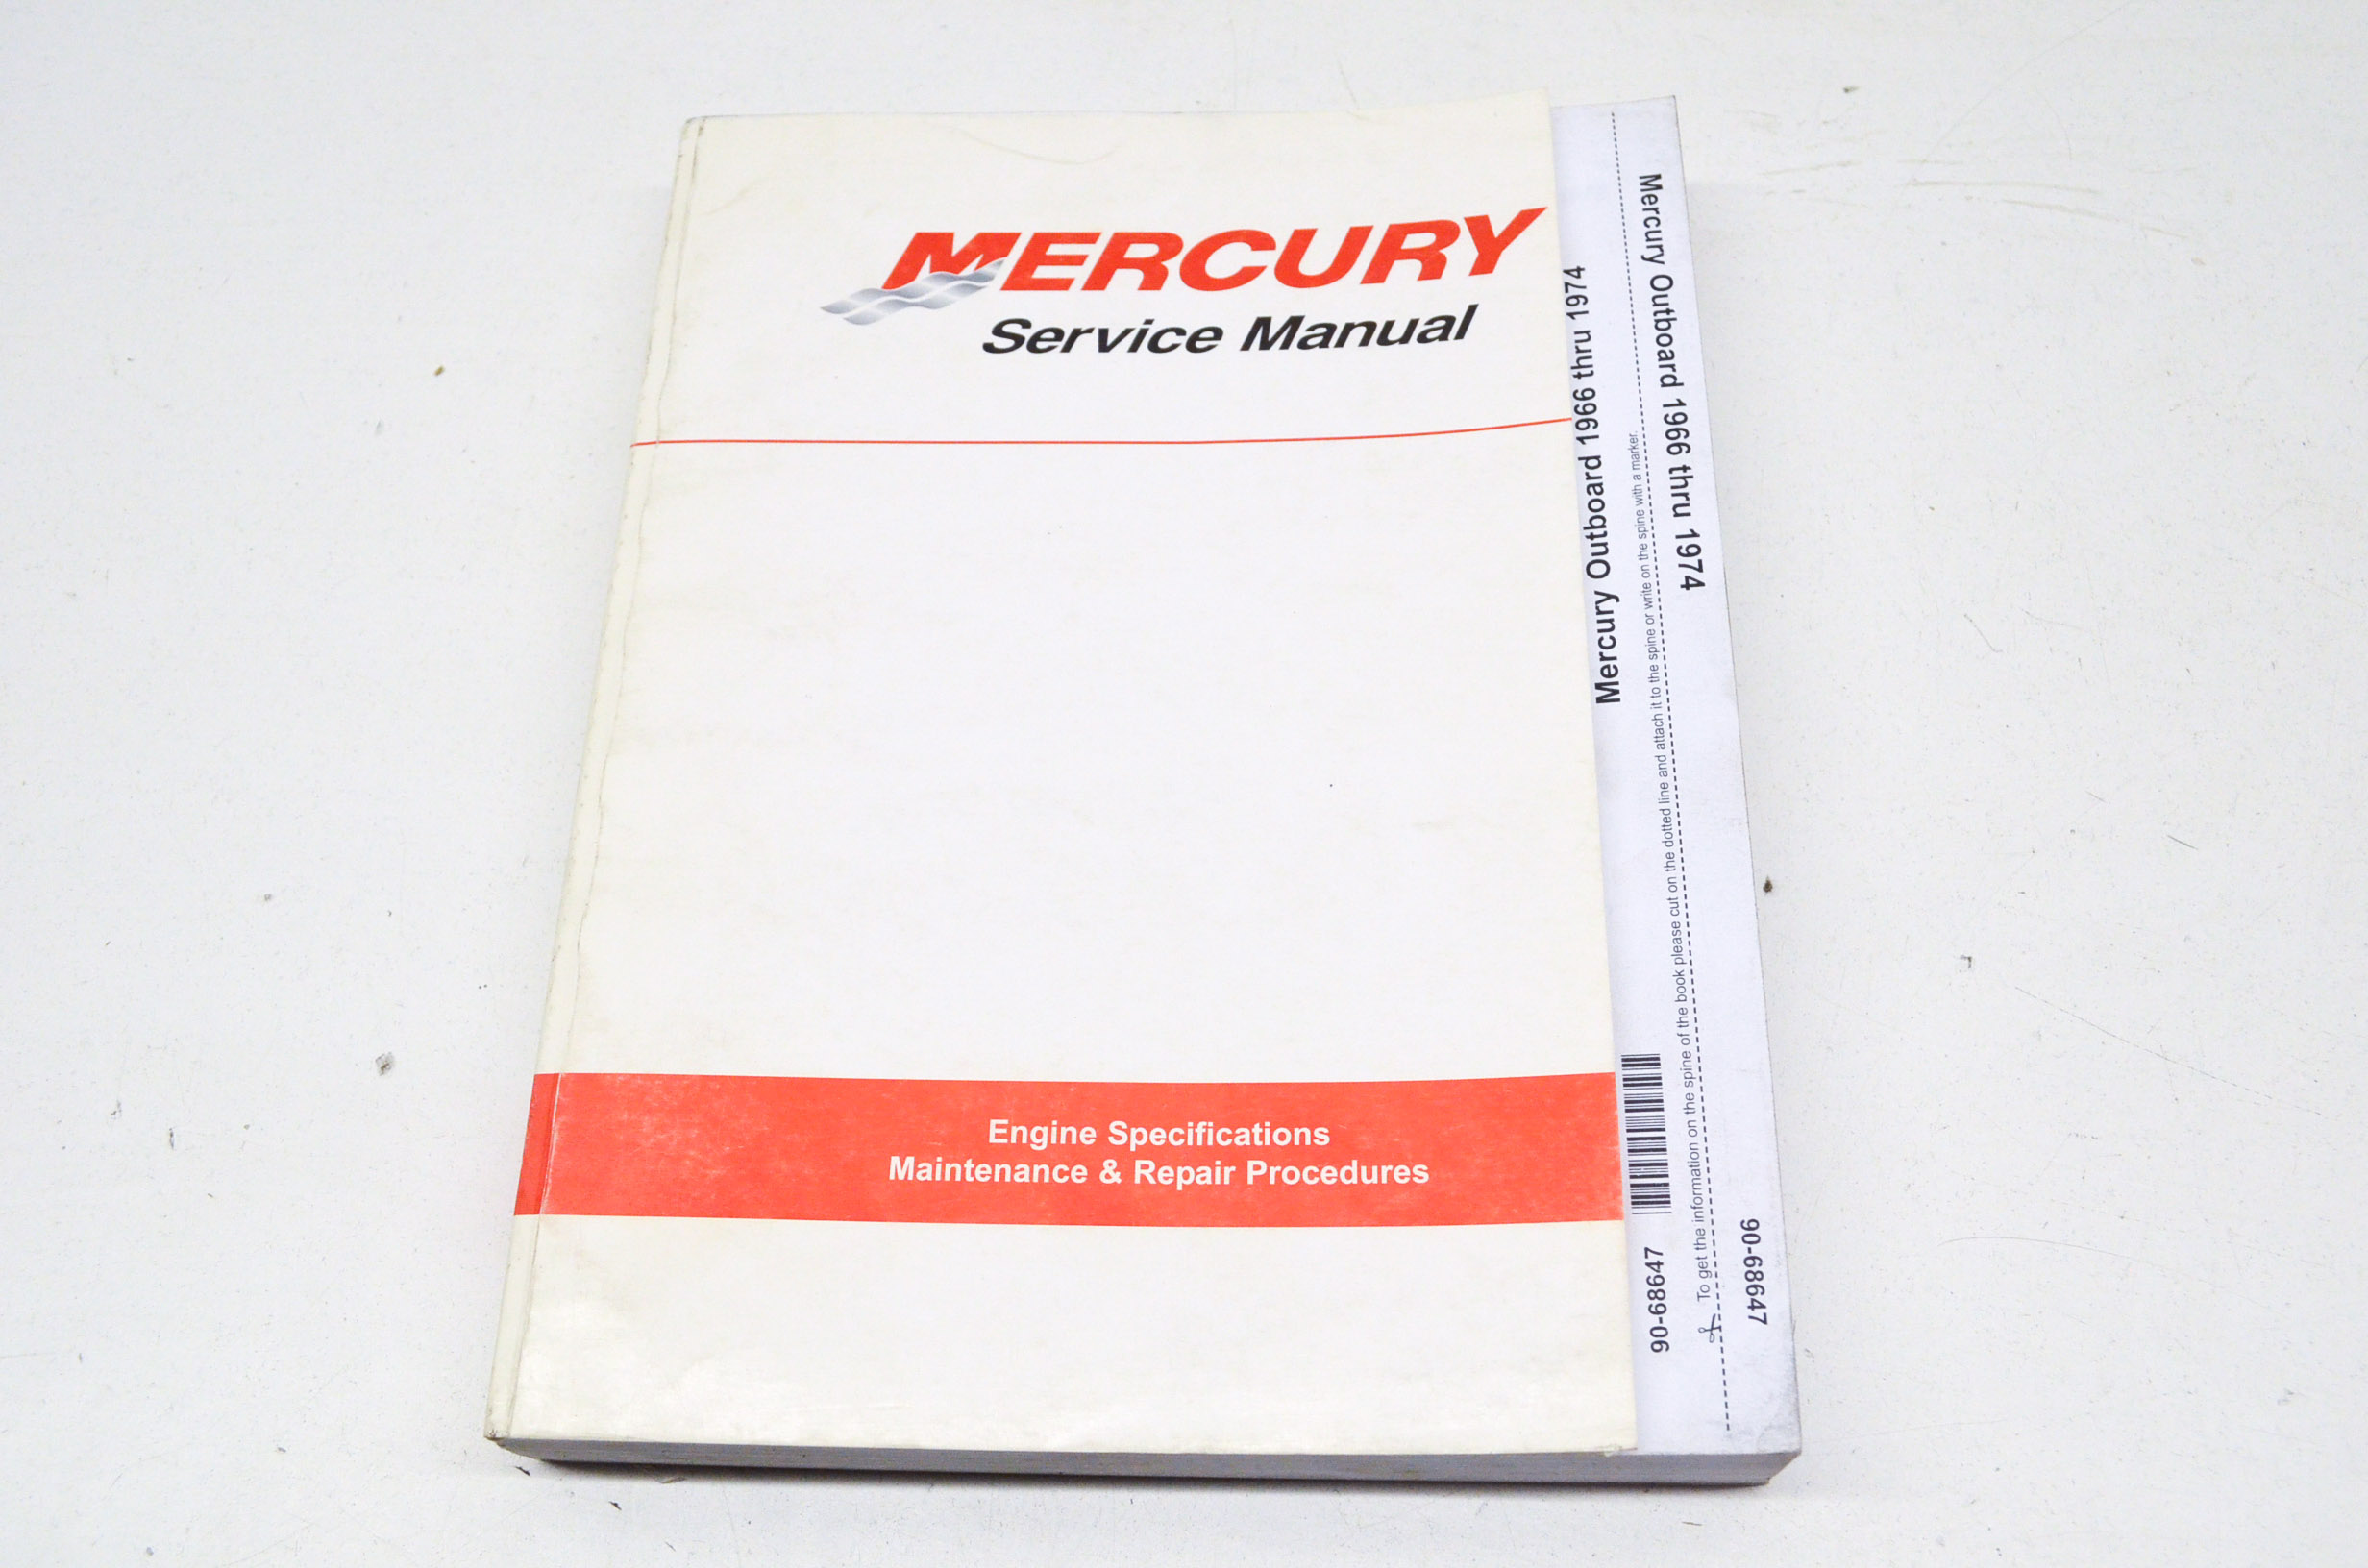 MERCURY
Service Manual
Engine Specifications
Maintenance & Repair Procedures
Mercury Outboard 1966 thru 1974
90-68647
To get the information on the spine of the book please cut on the dotted line and attach it to the spine or write on the spine with a marker.
Mercury Outboard 1966 thru 1974
90-68647